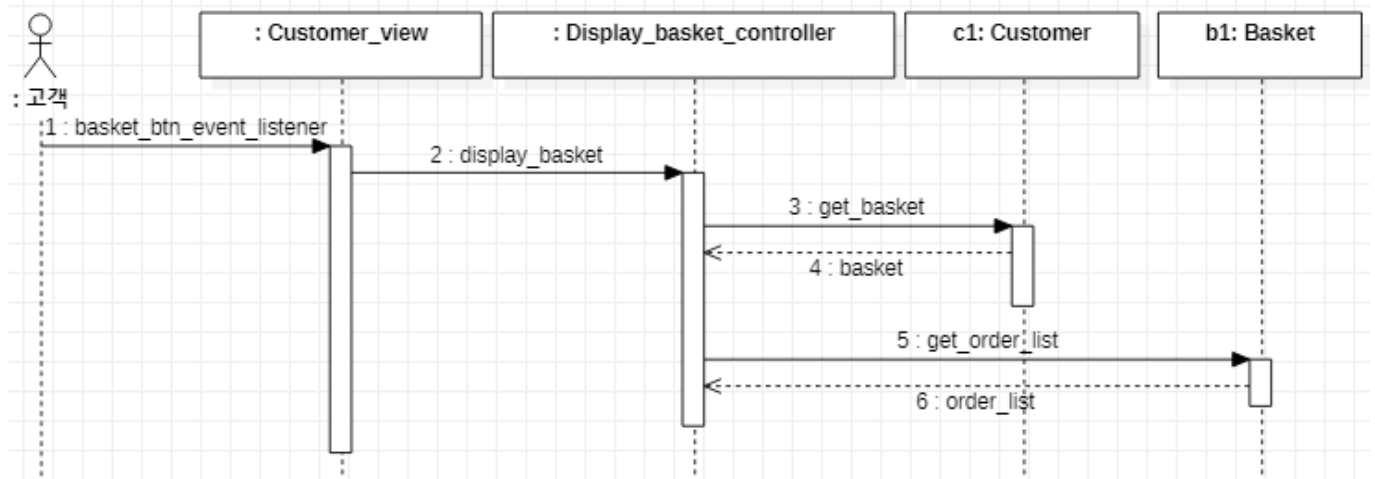 : Customer_view
: Display_basket_controller
c1: Customer
b1: Basket
: 고객
1 : basket_btn_event_listener
2 : display_basket
3 : get_basket
4 : basket
5 : get_order_list
6 : order_list